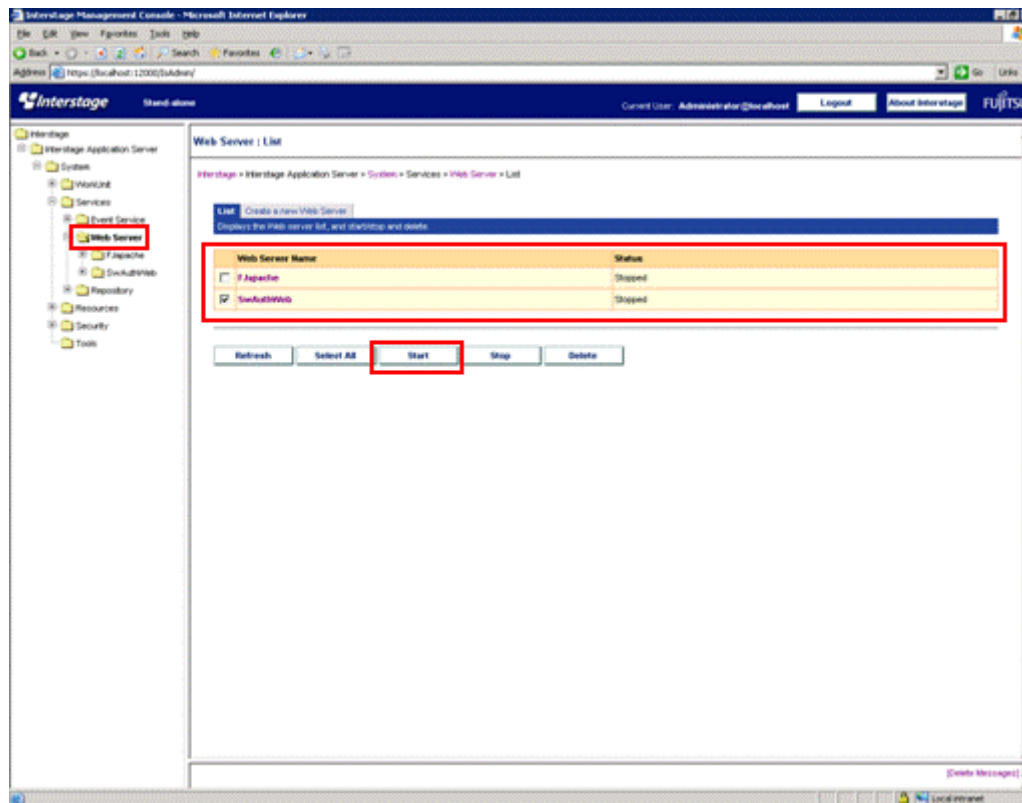 Interstage Management Console - Microsoft Internet Explorer
File Edit View Favorites Tools Help
Back Search Favorites
Address https://localhost:12000/IsAdmin/ Go Links
Interstage Stand-alone Current User: Administrator@localhost Logout About Interstage FUJITSU
Interstage
Interstage Application Server
System
WorkUnit
Services
Event Service
Web Server
FJapache
SwAuthWeb
Repository
Resources
Security
Tools
Web Server : List
Interstage > Interstage Application Server > System > Services > Web Server > List
List Create a new Web Server
Displays the Web server list, and start/stop and delete.
Web Server Name Status
FJapache Stopped
SwAuthWeb Stopped
Refresh Select All Start Stop Delete
[Delete Messages]
Local intranet